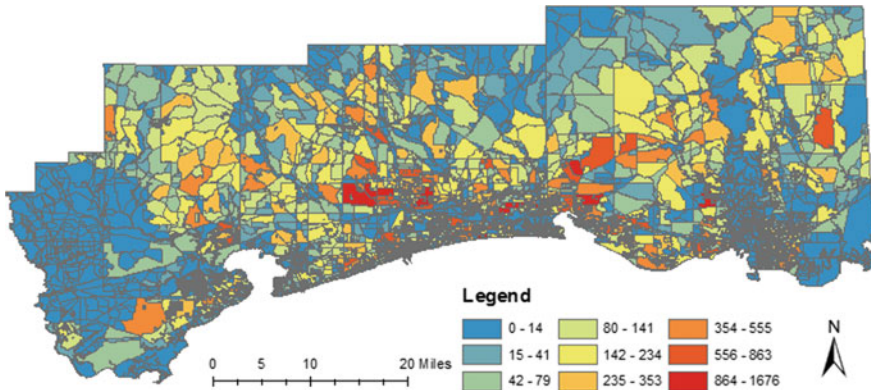 Legend
0 - 14 80 - 141 354 - 555
15 - 41 142 - 234 556 - 863
42 - 79 235 - 353 864 - 1676
N
0 5 10 20 Miles